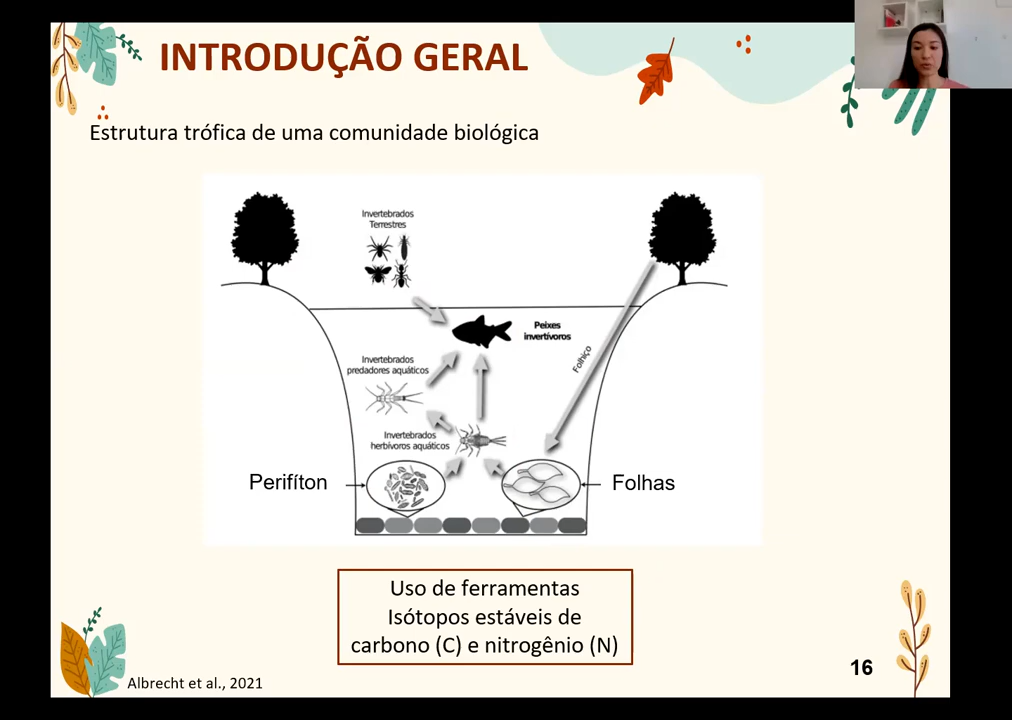 INTRODUÇÃO GERAL
Estrutura trófica de uma comunidade biológica
Invertebrados
Terrestres
Peixes
invertívoros
Folhiço
Invertebrados
predadores aquáticos
Invertebrados
herbívoros aquáticos
Perifíton
Folhas
Uso de ferramentas
Isótopos estáveis de
carbono (C) e nitrogênio (N)
16
Albrecht et al., 2021